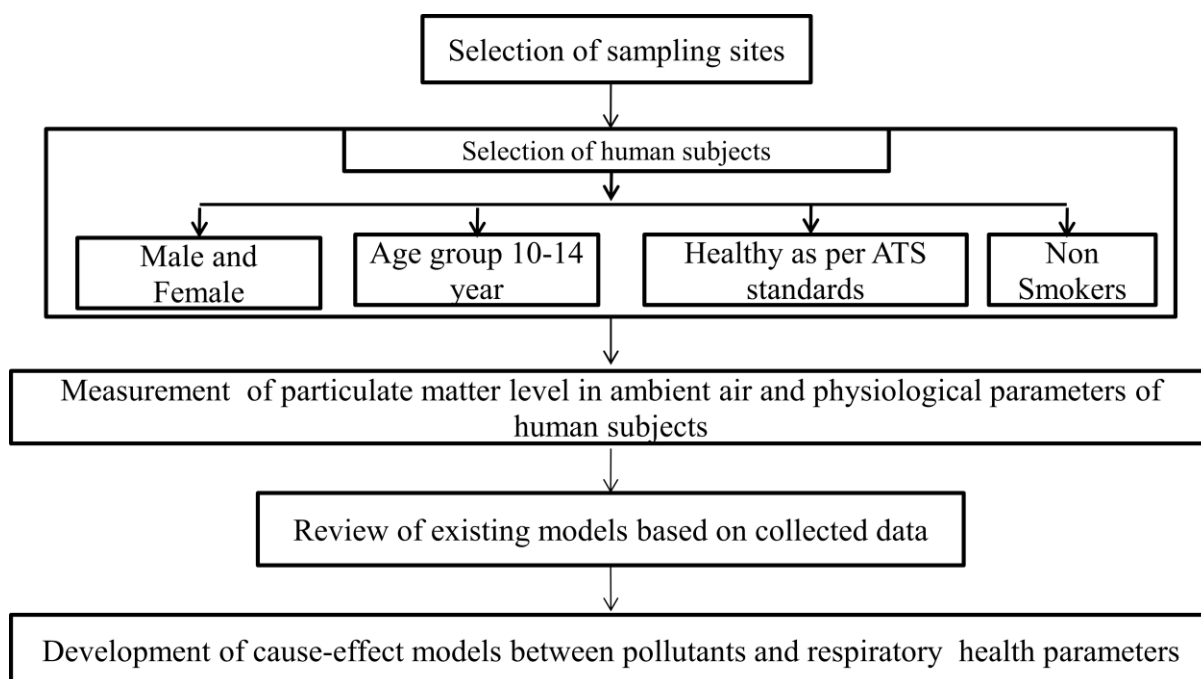 Selection of sampling sites
Selection of human subjects
Male and
Female
Age group 10-14
year
Healthy as per ATS
standards
Non
Smokers
Measurement of particulate matter level in ambient air and physiological parameters of
human subjects
Review of existing models based on collected data
Development of cause-effect models between pollutants and respiratory health parameters